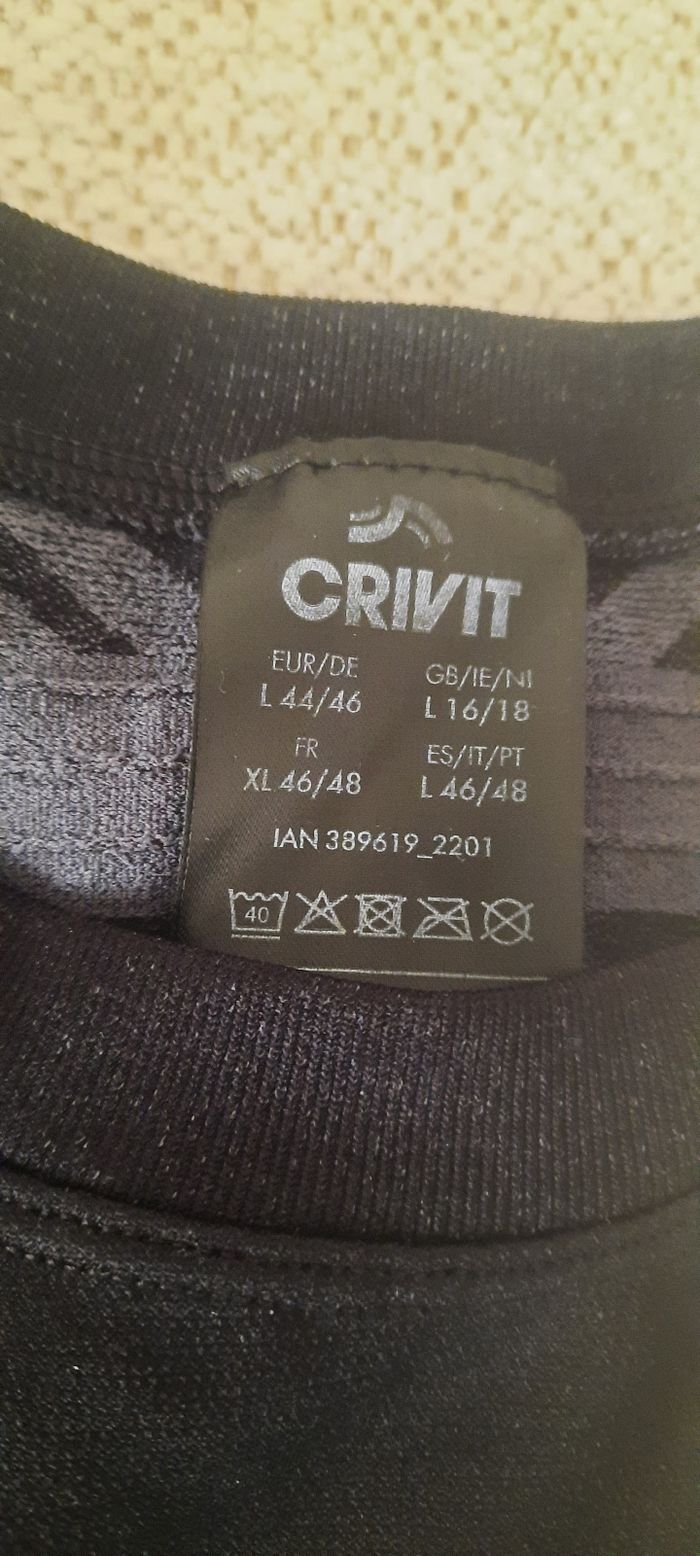 CRIVIT
EUR/DE GB/IE/NI
L 44/46 L 16/18
FR ES/IT/PT
XL 46/48 L 46/48
IAN 389619_2201
40